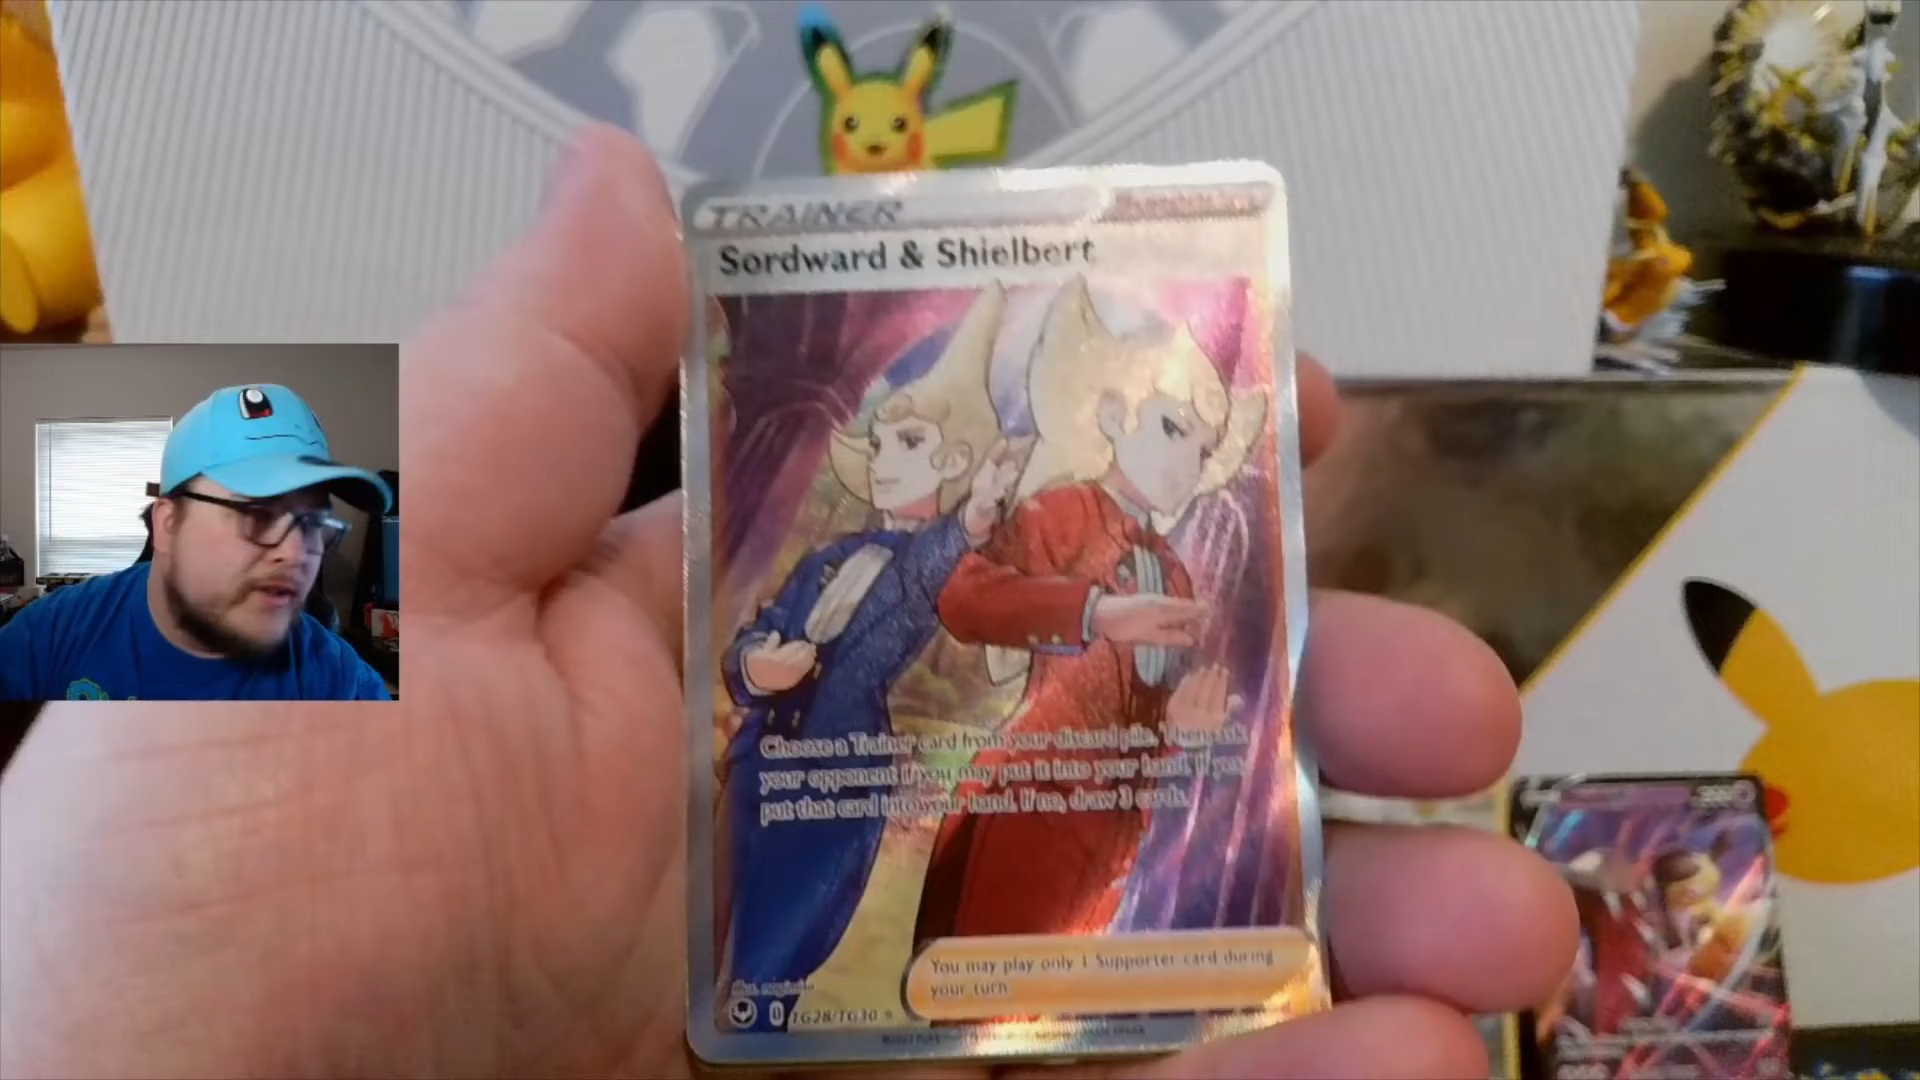 TRAINER
Supporter
Sordward & Shielbert
Choose a Trainer card from your discard pile. Then ask
your opponent if you may put it into your hand. If yes,
put that card into your hand. If no, draw 3 cards.
You may play only 1 Supporter card during
your turn.
illus.
D TG28/TG30